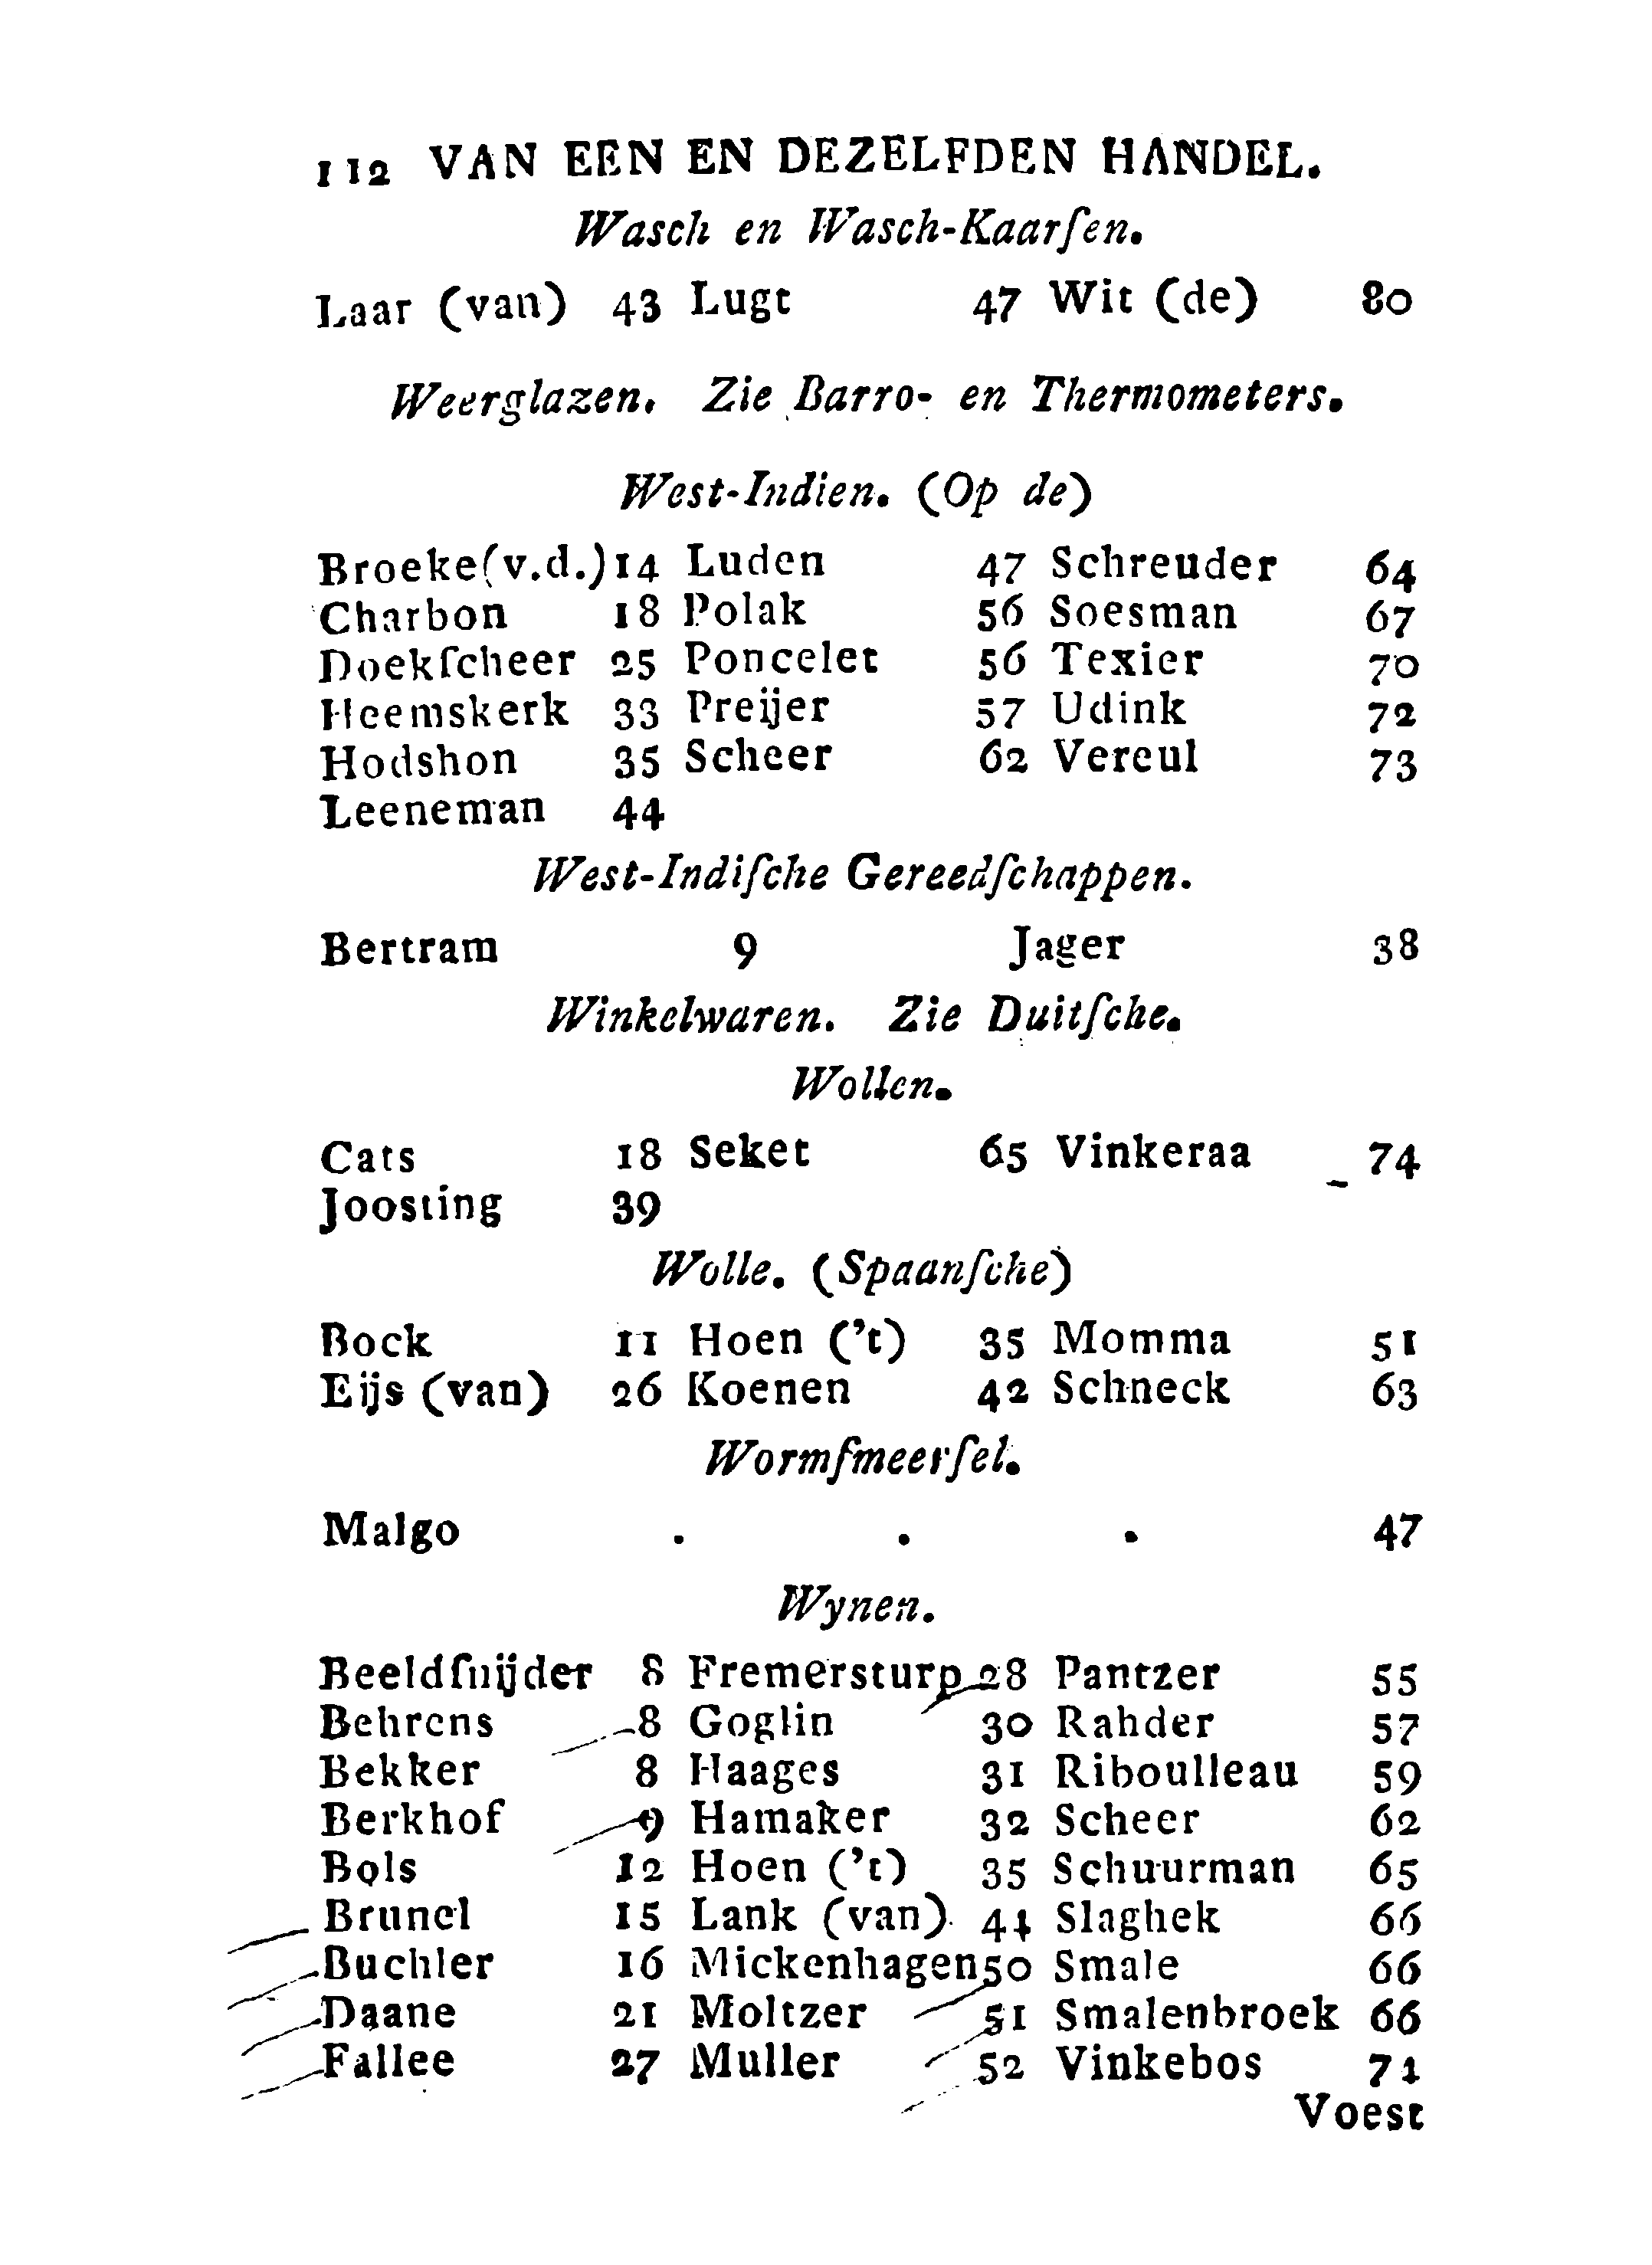 112 VAN EEN EN DEZELFDEN HANDEL.
Wasch en Wasch-Kaarſen.
Laar (van) 43 Lugt 47 Wit (de) 80
Weerglazen. Zie Barro- en Thermometers.
West-Indien. (Op de)
Broeke(v.d.) 14 Luden 47 Schreuder 64
Charbon 18 Polak 56 Soesman 67
Doekſcheer 25 Poncelet 56 Texier 70
Heemskerk 33 Preijer 57 Udink 72
Hodshon 35 Scheer 62 Vereul 73
Leeneman 44
West-Indiſche Gereedſchappen.
Bertram 9 Jager 38
Winkelwaren. Zie Duitſche.
Wollen.
Cats 18 Seket 65 Vinkeraa 74
Joosting 39
Wolle. (Spaanſche)
Bock 11 Hoen ('t) 35 Momma 51
Eijs (van) 26 Koenen 42 Schneck 63
Wormſmeerſel.
Malgo . . . 47
Wynen.
Beeldſnijder 8 Fremersturp 28 Pantzer 55
Behrens 8 Goglin 30 Rahder 57
Bekker 8 Haages 31 Riboulleau 59
Berkhof 9 Hamaker 32 Scheer 62
Bols 12 Hoen ('t) 35 Schuurman 65
Brunel 15 Lank (van) 44 Slaghek 66
Buchler 16 Mickenhagen 50 Smale 66
Daane 21 Moltzer 51 Smalenbroek 66
Fallee 27 Muller 52 Vinkebos 74
Voest